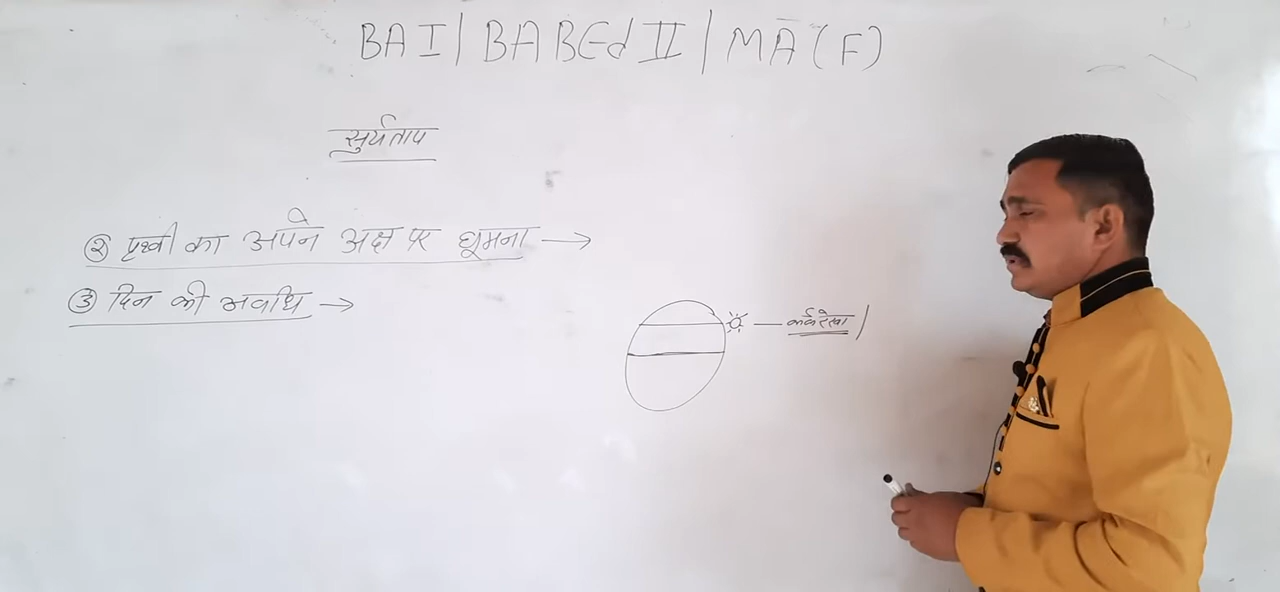 BA I | BA BEd II | MA (F)
सुर्यताप
② पृथ्वी का अपने अक्ष पर घूमना →
③ दिन की अवधि →
कर्क रेखा |